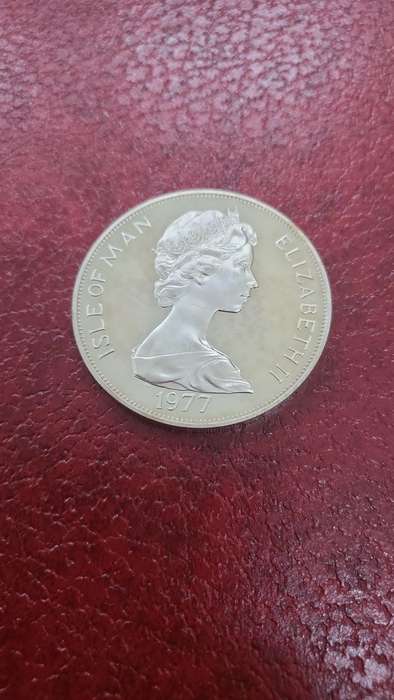 ISLE OF MAN
ELIZABETH II
1977